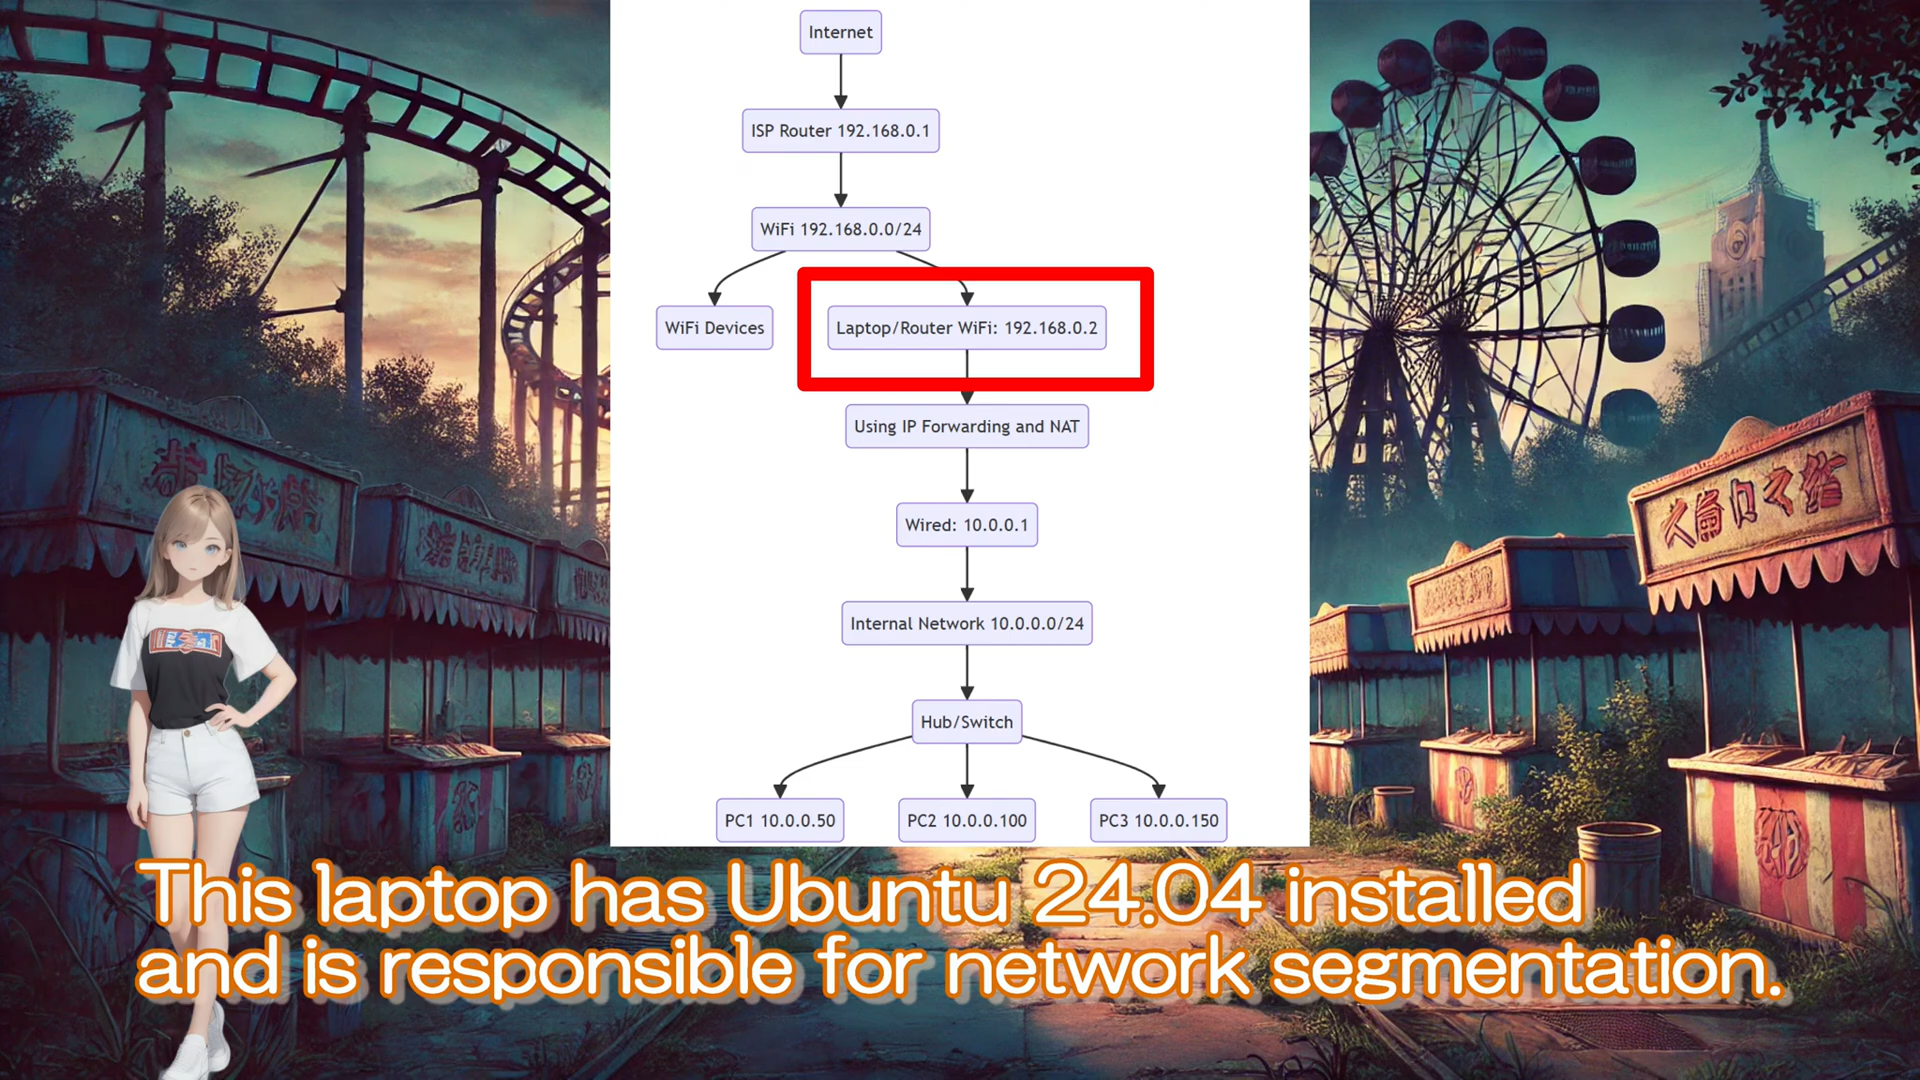 Internet
ISP Router 192.168.0.1
WiFi 192.168.0.0/24
WiFi Devices
Laptop/Router WiFi: 192.168.0.2
Using IP Forwarding and NAT
Wired: 10.0.0.1
Internal Network 10.0.0.0/24
Hub/Switch
PC1 10.0.0.50
PC2 10.0.0.100
PC3 10.0.0.150
This laptop has Ubuntu 24.04 installed
and is responsible for network segmentation.